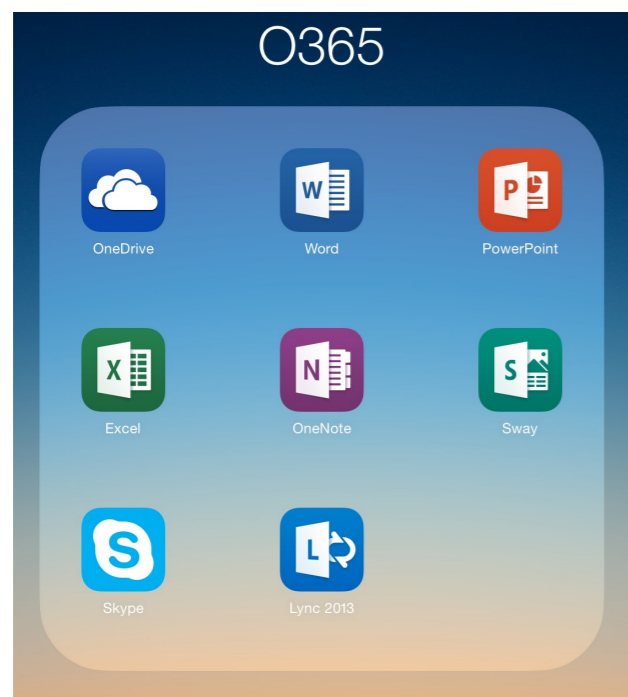 O365
OneDrive
Word
PowerPoint
Excel
OneNote
Sway
Skype
Lync 2013